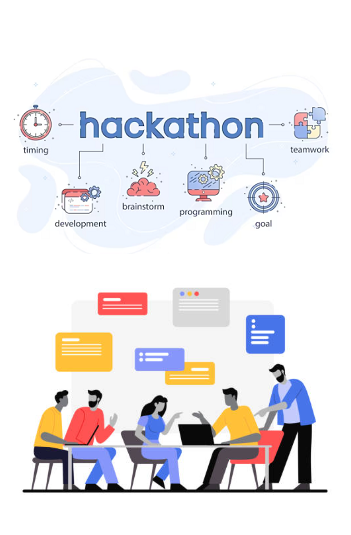 hackathon
timing
teamwork
development
brainstorm
programming
goal